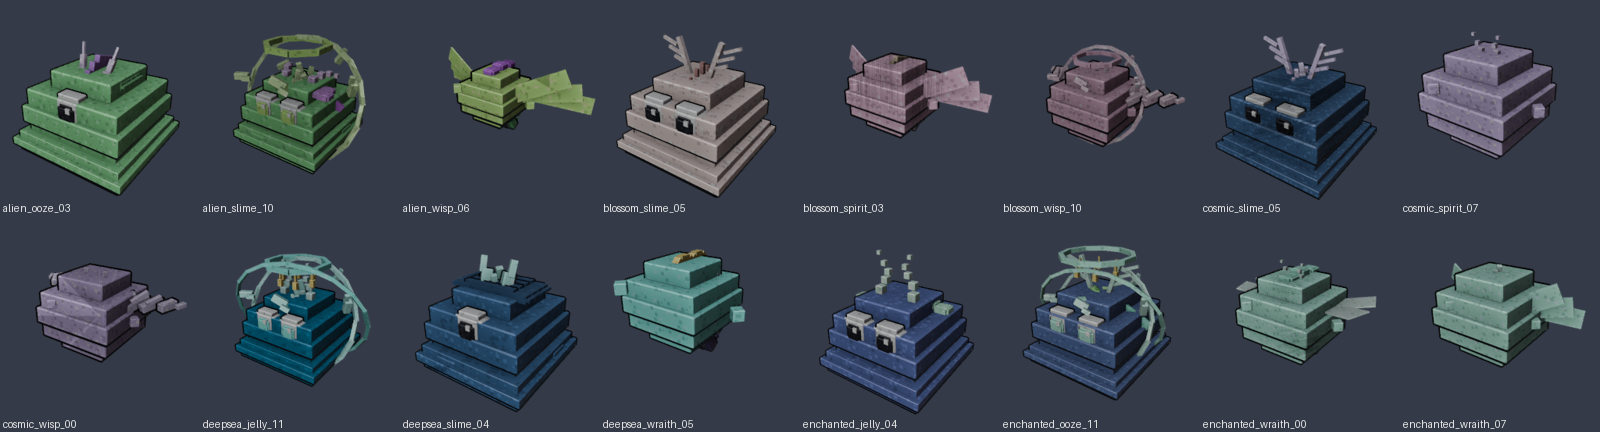 alien_ooze_03
alien_slime_10
alien_wisp_06
blossom_slime_05
blossom_spirit_03
blossom_wisp_10
cosmic_slime_05
cosmic_spirit_07
cosmic_wisp_00
deepsea_jelly_11
deepsea_slime_04
deepsea_wraith_05
enchanted_jelly_04
enchanted_ooze_11
enchanted_wraith_00
enchanted_wraith_07